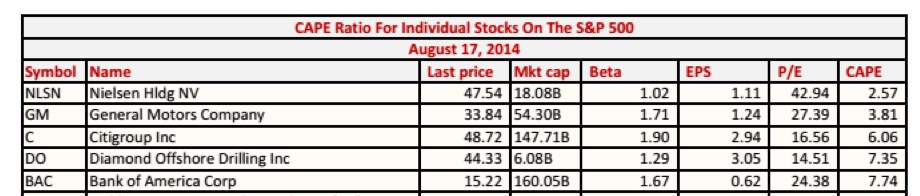 CAPE Ratio For Individual Stocks On The S&P 500
August 17, 2014
Symbol Name Last price Mkt cap Beta EPS P/E CAPE
NLSN Nielsen Hldg NV 47.54 18.08B 1.02 1.11 42.94 2.57
GM General Motors Company 33.84 54.30B 1.71 1.24 27.39 3.81
C Citigroup Inc 48.72 147.71B 1.90 2.94 16.56 6.06
DO Diamond Offshore Drilling Inc 44.33 6.08B 1.29 3.05 14.51 7.35
BAC Bank of America Corp 15.22 160.05B 1.67 0.62 24.38 7.74